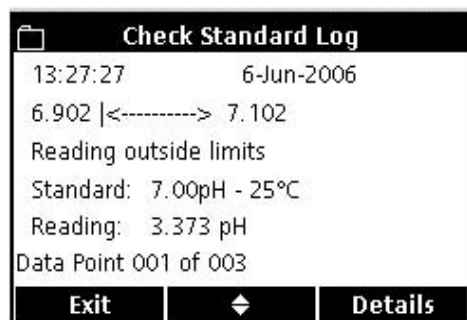 Check Standard Log
13:27:27 6-Jun-2006
6.902 |<----------> 7.102
Reading outside limits
Standard: 7.00pH - 25°C
Reading: 3.373 pH
Data Point 001 of 003
Exit Details